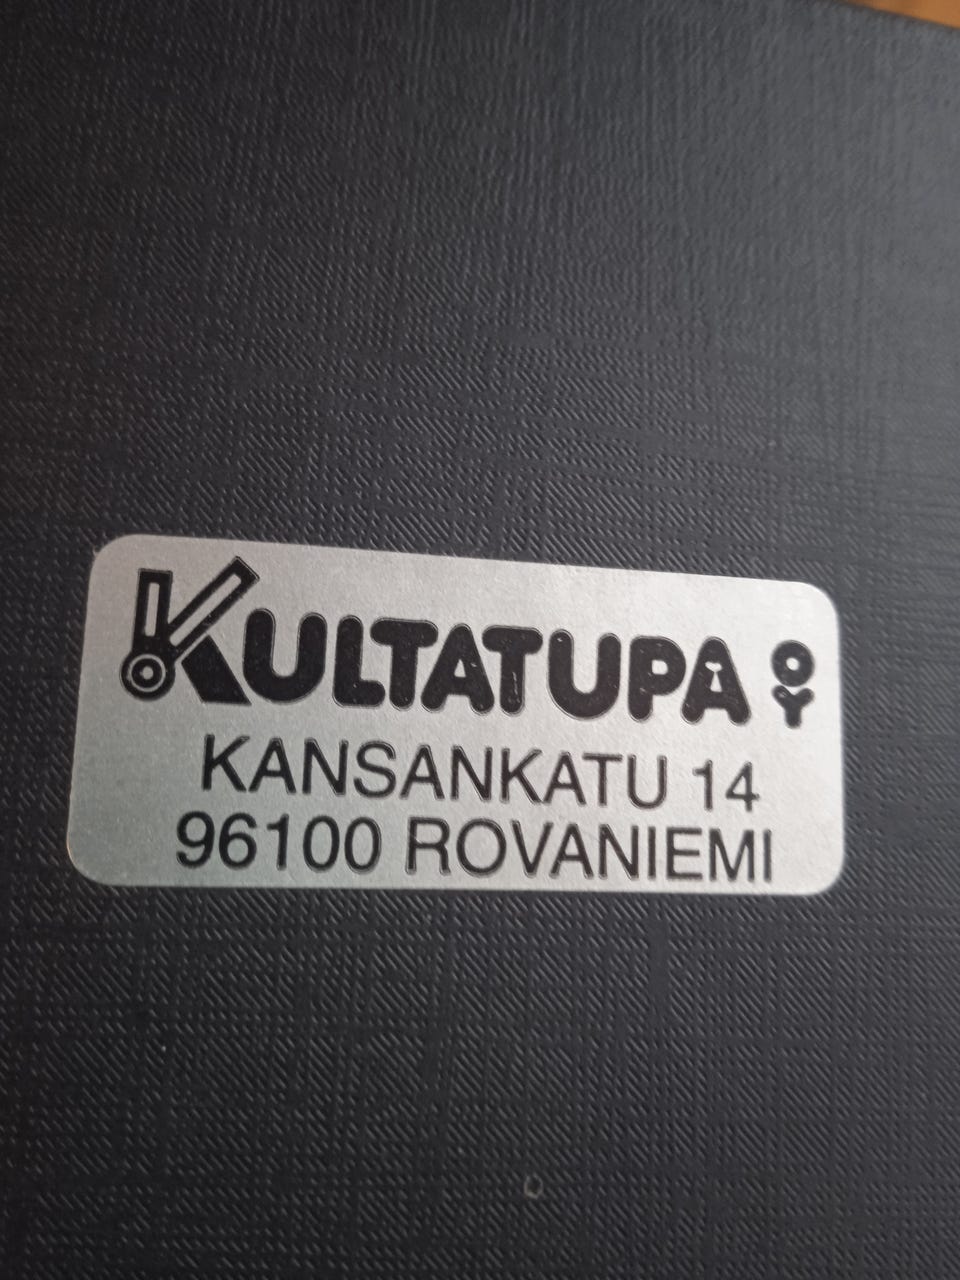 KULTATUPA OY
KANSANKATU 14
96100 ROVANIEMI